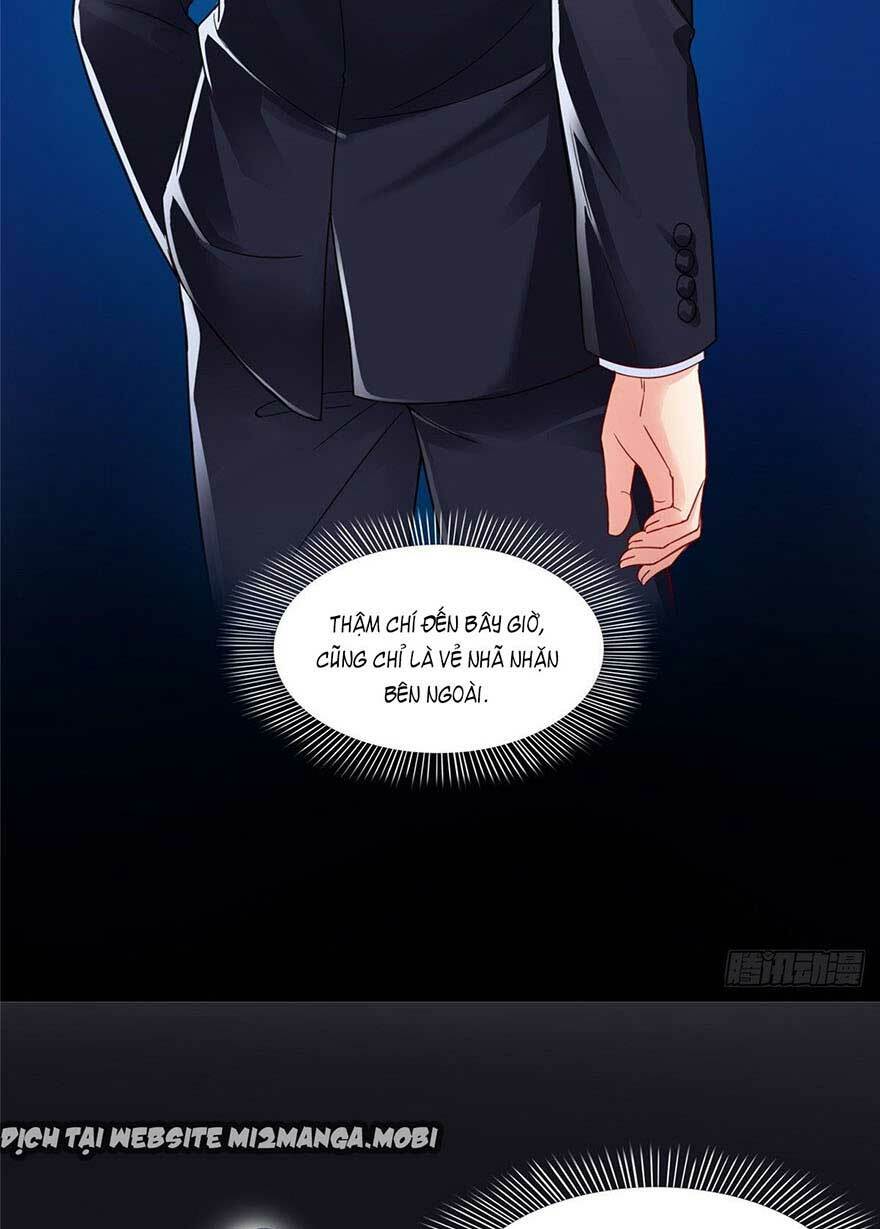 THẬM CHÍ ĐẾN BÂY GIỜ,
CŨNG CHỈ LÀ VẺ NHÃ NHẶN
BÊN NGOÀI.
腾讯动漫
DỊCH TẠI WEBSITE MI2MANGA.MOBI